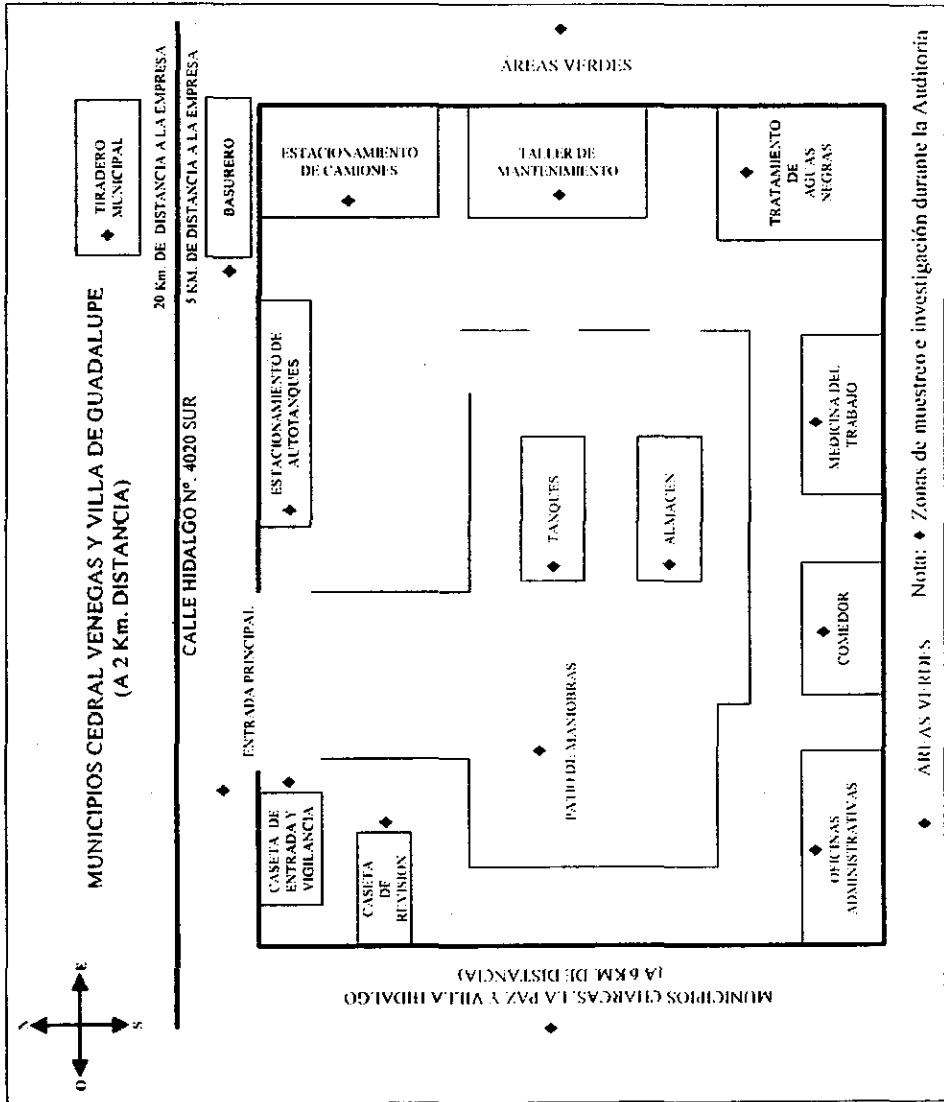 N
O
E
S
MUNICIPIOS CEDRAL VENEGAS Y VILLA DE GUADALUPE
(A 2 Km. DISTANCIA)
TIRADERO
MUNICIPAL
20 Km. DE DISTANCIA A LA EMPRESA
CALLE HIDALGO Nº. 4020 SUR
5 KM. DE DISTANCIA A LA EMPRESA
BASURERO
ENTRADA PRINCIPAL
CASETA DE
ENTRADA Y
VIGILANCIA
ESTACIONAMIENTO DE
AUTOTANQUES
ESTACIONAMIENTO
DE CAMIONES
CASETA
DE
REVISION
MUNICIPIOS CHARCAS, LA PAZ Y VILLA HIDALGO
(A 6 KM. DE DISTANCIA)
PATIO DE MANIOBRAS
TANQUES
ALMACEN
TALLER DE
MANTENIMIENTO
ÁREAS VERDES
TRATAMIENTO
DE
AGUAS
NEGRAS
OFICINAS
ADMINISTRATIVAS
COMEDOR
MEDICINA DEL
TRABAJO
ÁREAS VERDES
Nota: ♦ Zonas de muestreo e investigación durante la Auditoria